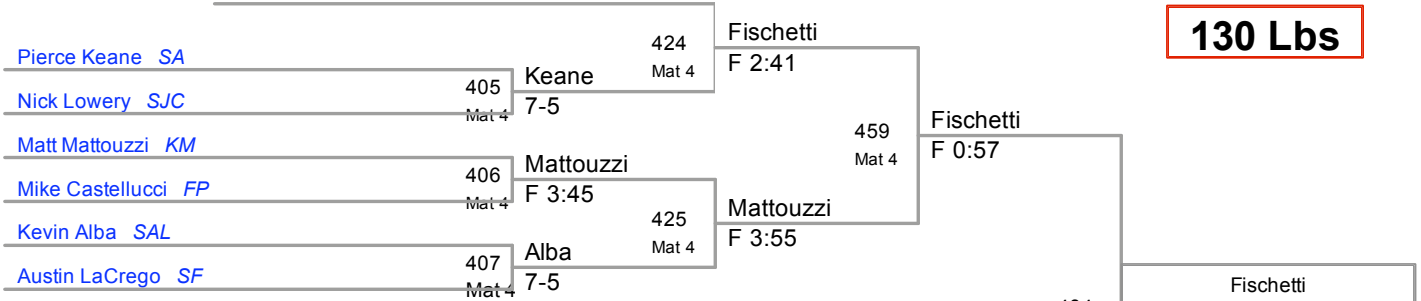 130 Lbs
424
Mat 4
Fischetti
F 2:41
Pierce Keane SA
405
Mat 4
Keane
7-5
Nick Lowery SJC
459
Mat 4
Fischetti
F 0:57
Matt Mattouzzi KM
406
Mat 4
Mattouzzi
F 3:45
Mike Castellucci FP
425
Mat 4
Mattouzzi
F 3:55
Kevin Alba SAL
407
Mat 4
Alba
7-5
Austin LaCrego SF
Fischetti